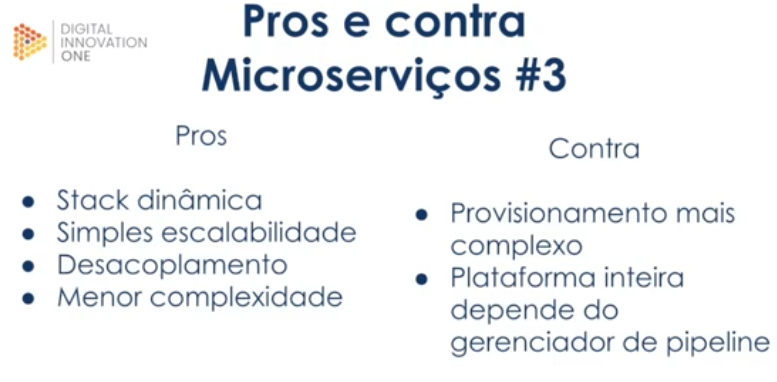 DIGITAL
INNOVATION
ONE
Pros e contra
Microserviços #3
Pros
● Stack dinâmica
● Simples escalabilidade
● Desacoplamento
● Menor complexidade
Contra
● Provisionamento mais
complexo
● Plataforma inteira
depende do
gerenciador de pipeline